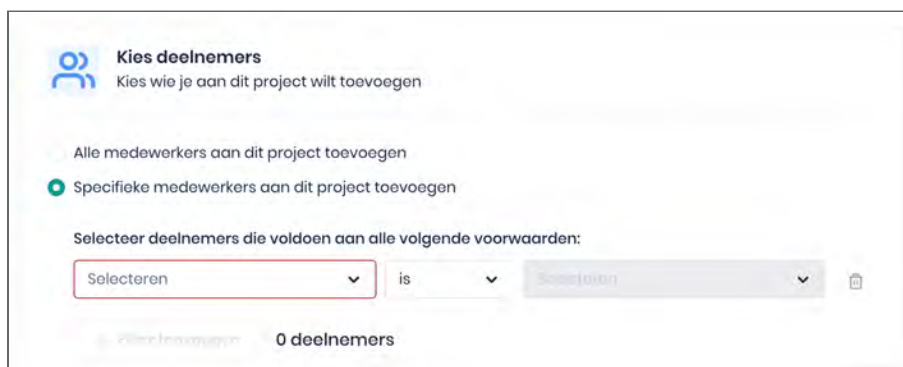 Kies deelnemers
Kies wie je aan dit project wilt toevoegen
Alle medewerkers aan dit project toevoegen
Specifieke medewerkers aan dit project toevoegen
Selecteer deelnemers die voldoen aan alle volgende voorwaarden:
Selecteren is Selecteren
0 deelnemers